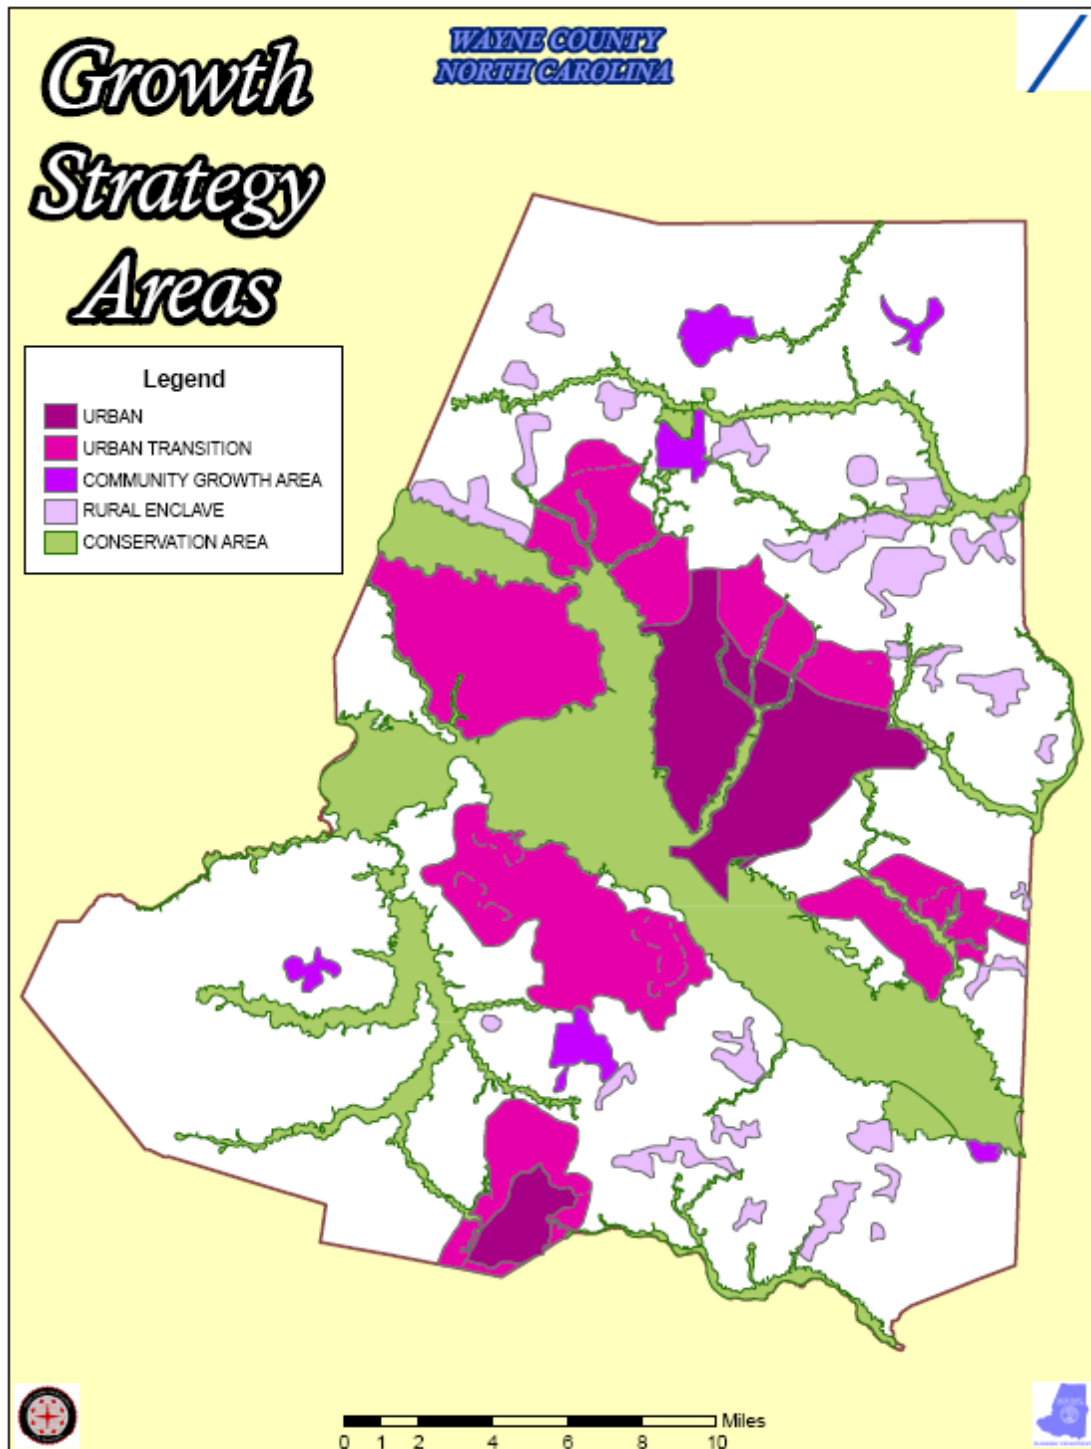 Growth
Strategy
Areas
WAYNE COUNTY
NORTH CAROLINA
Legend
URBAN
URBAN TRANSITION
COMMUNITY GROWTH AREA
RURAL ENCLAVE
CONSERVATION AREA
Miles
0 1 2 4 6 8 10